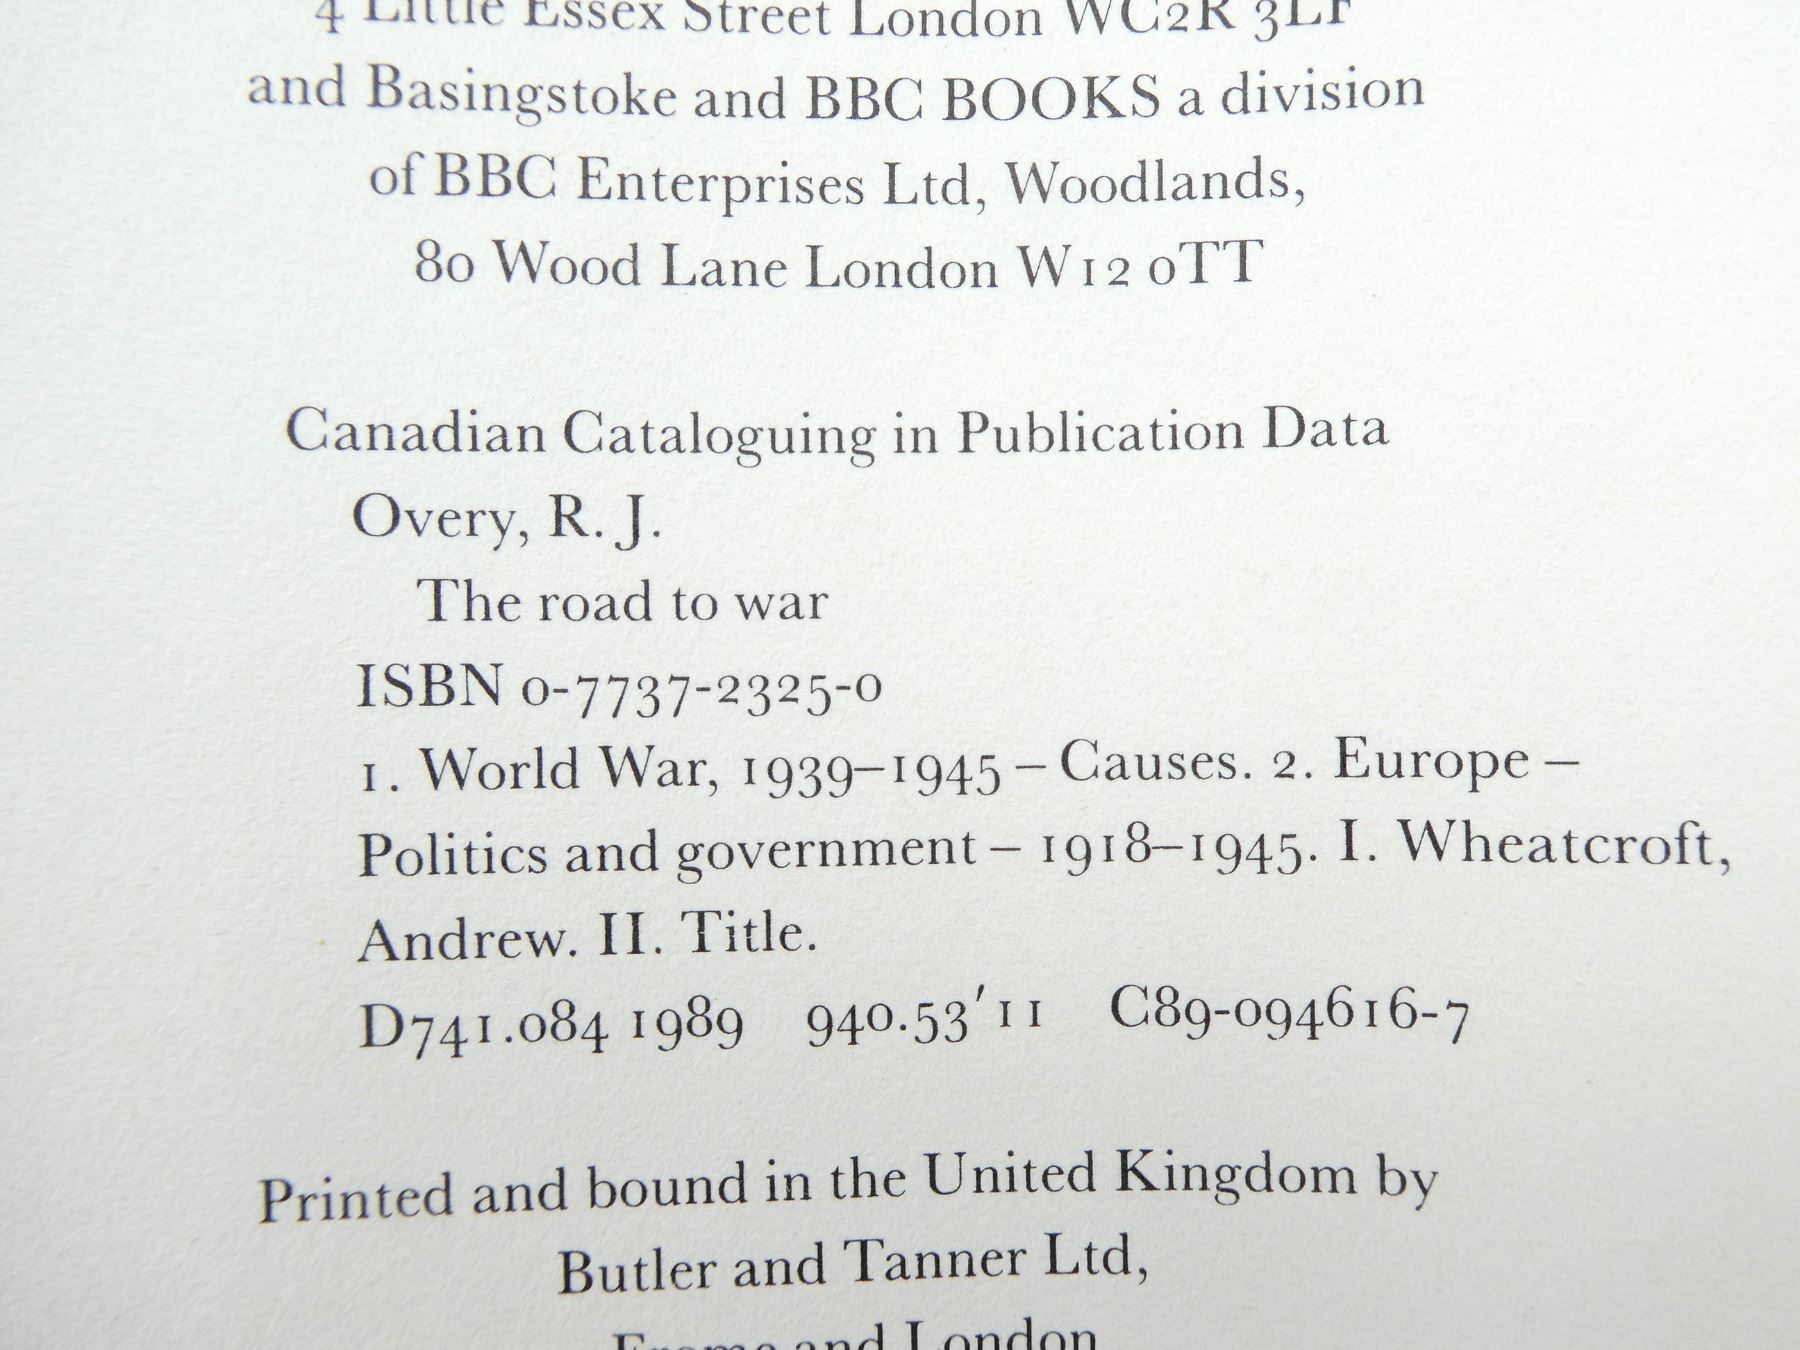 4 Little Essex Street London WC2R 3LF
and Basingstoke and BBC BOOKS a division
of BBC Enterprises Ltd, Woodlands,
80 Wood Lane London W12 0TT
Canadian Cataloguing in Publication Data
Overy, R. J.
The road to war
ISBN 0-7737-2325-0
1. World War, 1939–1945 – Causes. 2. Europe –
Politics and government – 1918–1945. I. Wheatcroft,
Andrew. II. Title.
D741.084 1989 940.53′11 C89-094616-7
Printed and bound in the United Kingdom by
Butler and Tanner Ltd,
Frome and London